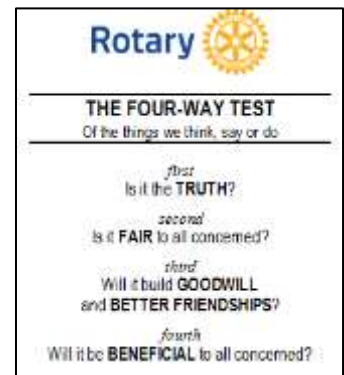 Rotary
THE FOUR-WAY TEST
Of the things we think, say or do
first
Is it the TRUTH?
second
Is it FAIR to all concerned?
third
Will it build GOODWILL
and BETTER FRIENDSHIPS?
fourth
Will it be BENEFICIAL to all concerned?